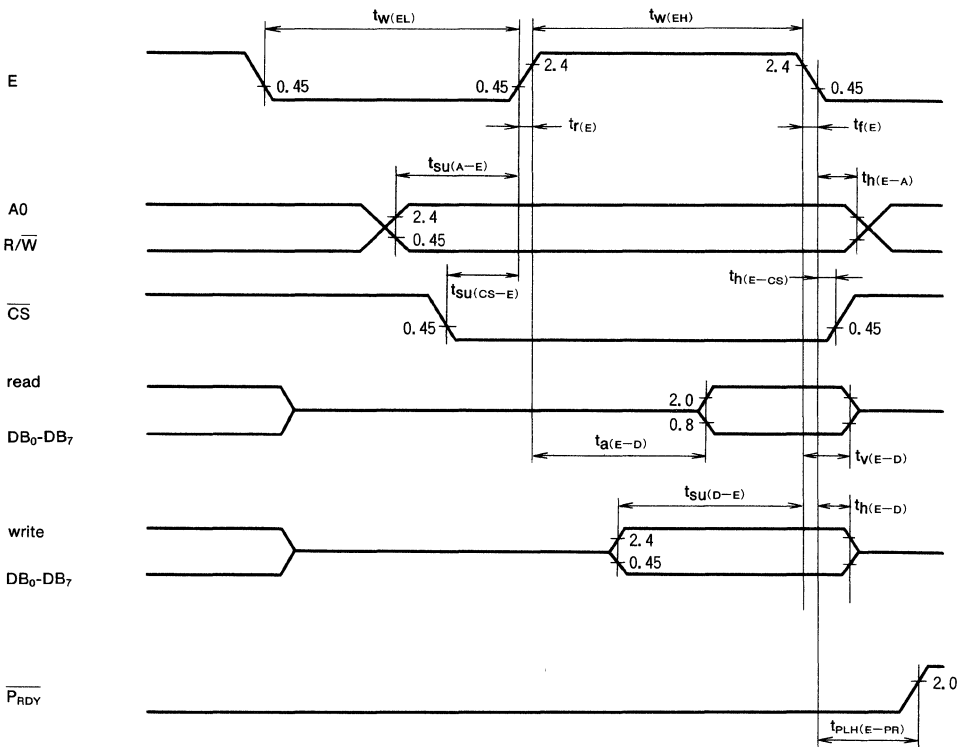 tW(EL)
tW(EH)
E
0.45
0.45
2.4
2.4
0.45
tr(E)
tf(E)
tsu(A−E)
th(E−A)
A0
2.4
R/W̅
0.45
tsu(CS−E)
th(E−CS)
C̅S̅
0.45
0.45
read
2.0
0.8
DB₀-DB₇
ta(E−D)
tv(E−D)
tsu(D−E)
th(E−D)
write
2.4
0.45
DB₀-DB₇
P̅R̅D̅Y̅
2.0
tPLH(E−PR)